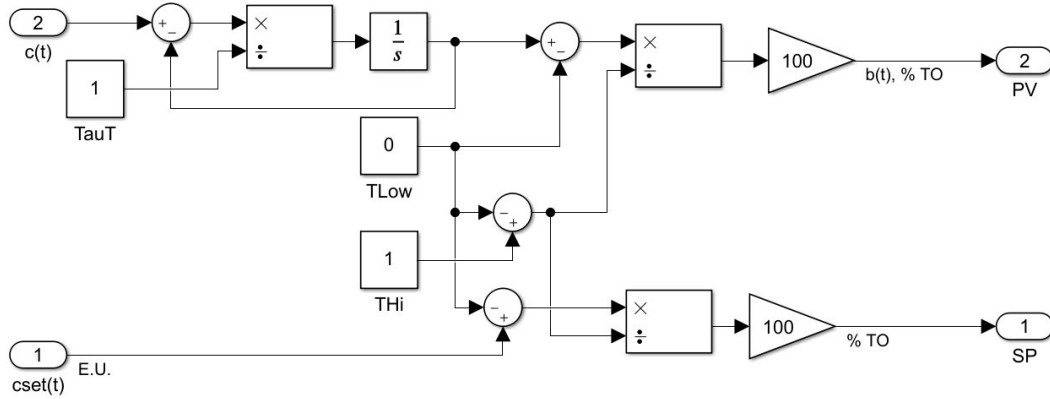 2
c(t)
+
−
×
÷
1
s
+
−
×
÷
100
b(t), % TO
2
PV
1
TauT
0
TLow
−
+
1
THi
−
+
×
÷
100
% TO
1
SP
1
cset(t)
E.U.